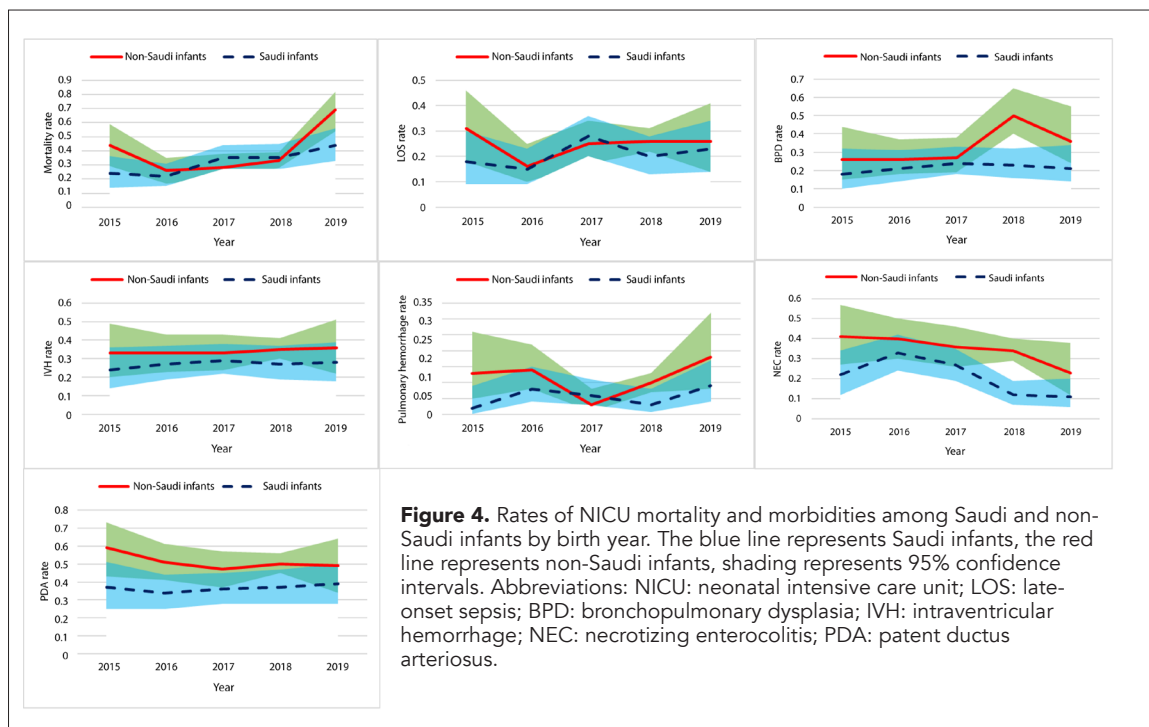 Non-Saudi infants Saudi infants
Mortality rate
0.9
0.8
0.7
0.6
0.5
0.4
0.3
0.2
0.1
0
2015 2016 2017 2018 2019
Year
Non-Saudi infants Saudi infants
LOS rate
0.5
0.4
0.3
0.2
0.1
0
2015 2016 2017 2018 2019
Year
Non-Saudi infants Saudi infants
BPD rate
0.7
0.6
0.5
0.4
0.3
0.2
0.1
0
2015 2016 2017 2018 2019
Year
Non-Saudi infants Saudi infants
IVH rate
0.6
0.5
0.4
0.3
0.2
0.1
0
2015 2016 2017 2018 2019
Year
Non-Saudi infants Saudi infants
Pulmonary hemorrhage rate
0.35
0.3
0.2
0.2
0.1
0.1
0.05
0
2015 2016 2017 2018 2019
Year
Non-Saudi infants Saudi infants
NEC rate
0.6
0.5
0.4
0.3
0.2
0.1
0
2015 2016 2017 2018 2019
Year
Non-Saudi infants Saudi infants
PDA rate
0.8
0.7
0.6
0.5
0.4
0.3
0.2
0.1
0
2015 2016 2017 2018 2019
Year
Figure 4. Rates of NICU mortality and morbidities among Saudi and non-
Saudi infants by birth year. The blue line represents Saudi infants, the red
line represents non-Saudi infants, shading represents 95% confidence
intervals. Abbreviations: NICU: neonatal intensive care unit; LOS: late-
onset sepsis; BPD: bronchopulmonary dysplasia; IVH: intraventricular
hemorrhage; NEC: necrotizing enterocolitis; PDA: patent ductus
arteriosus.